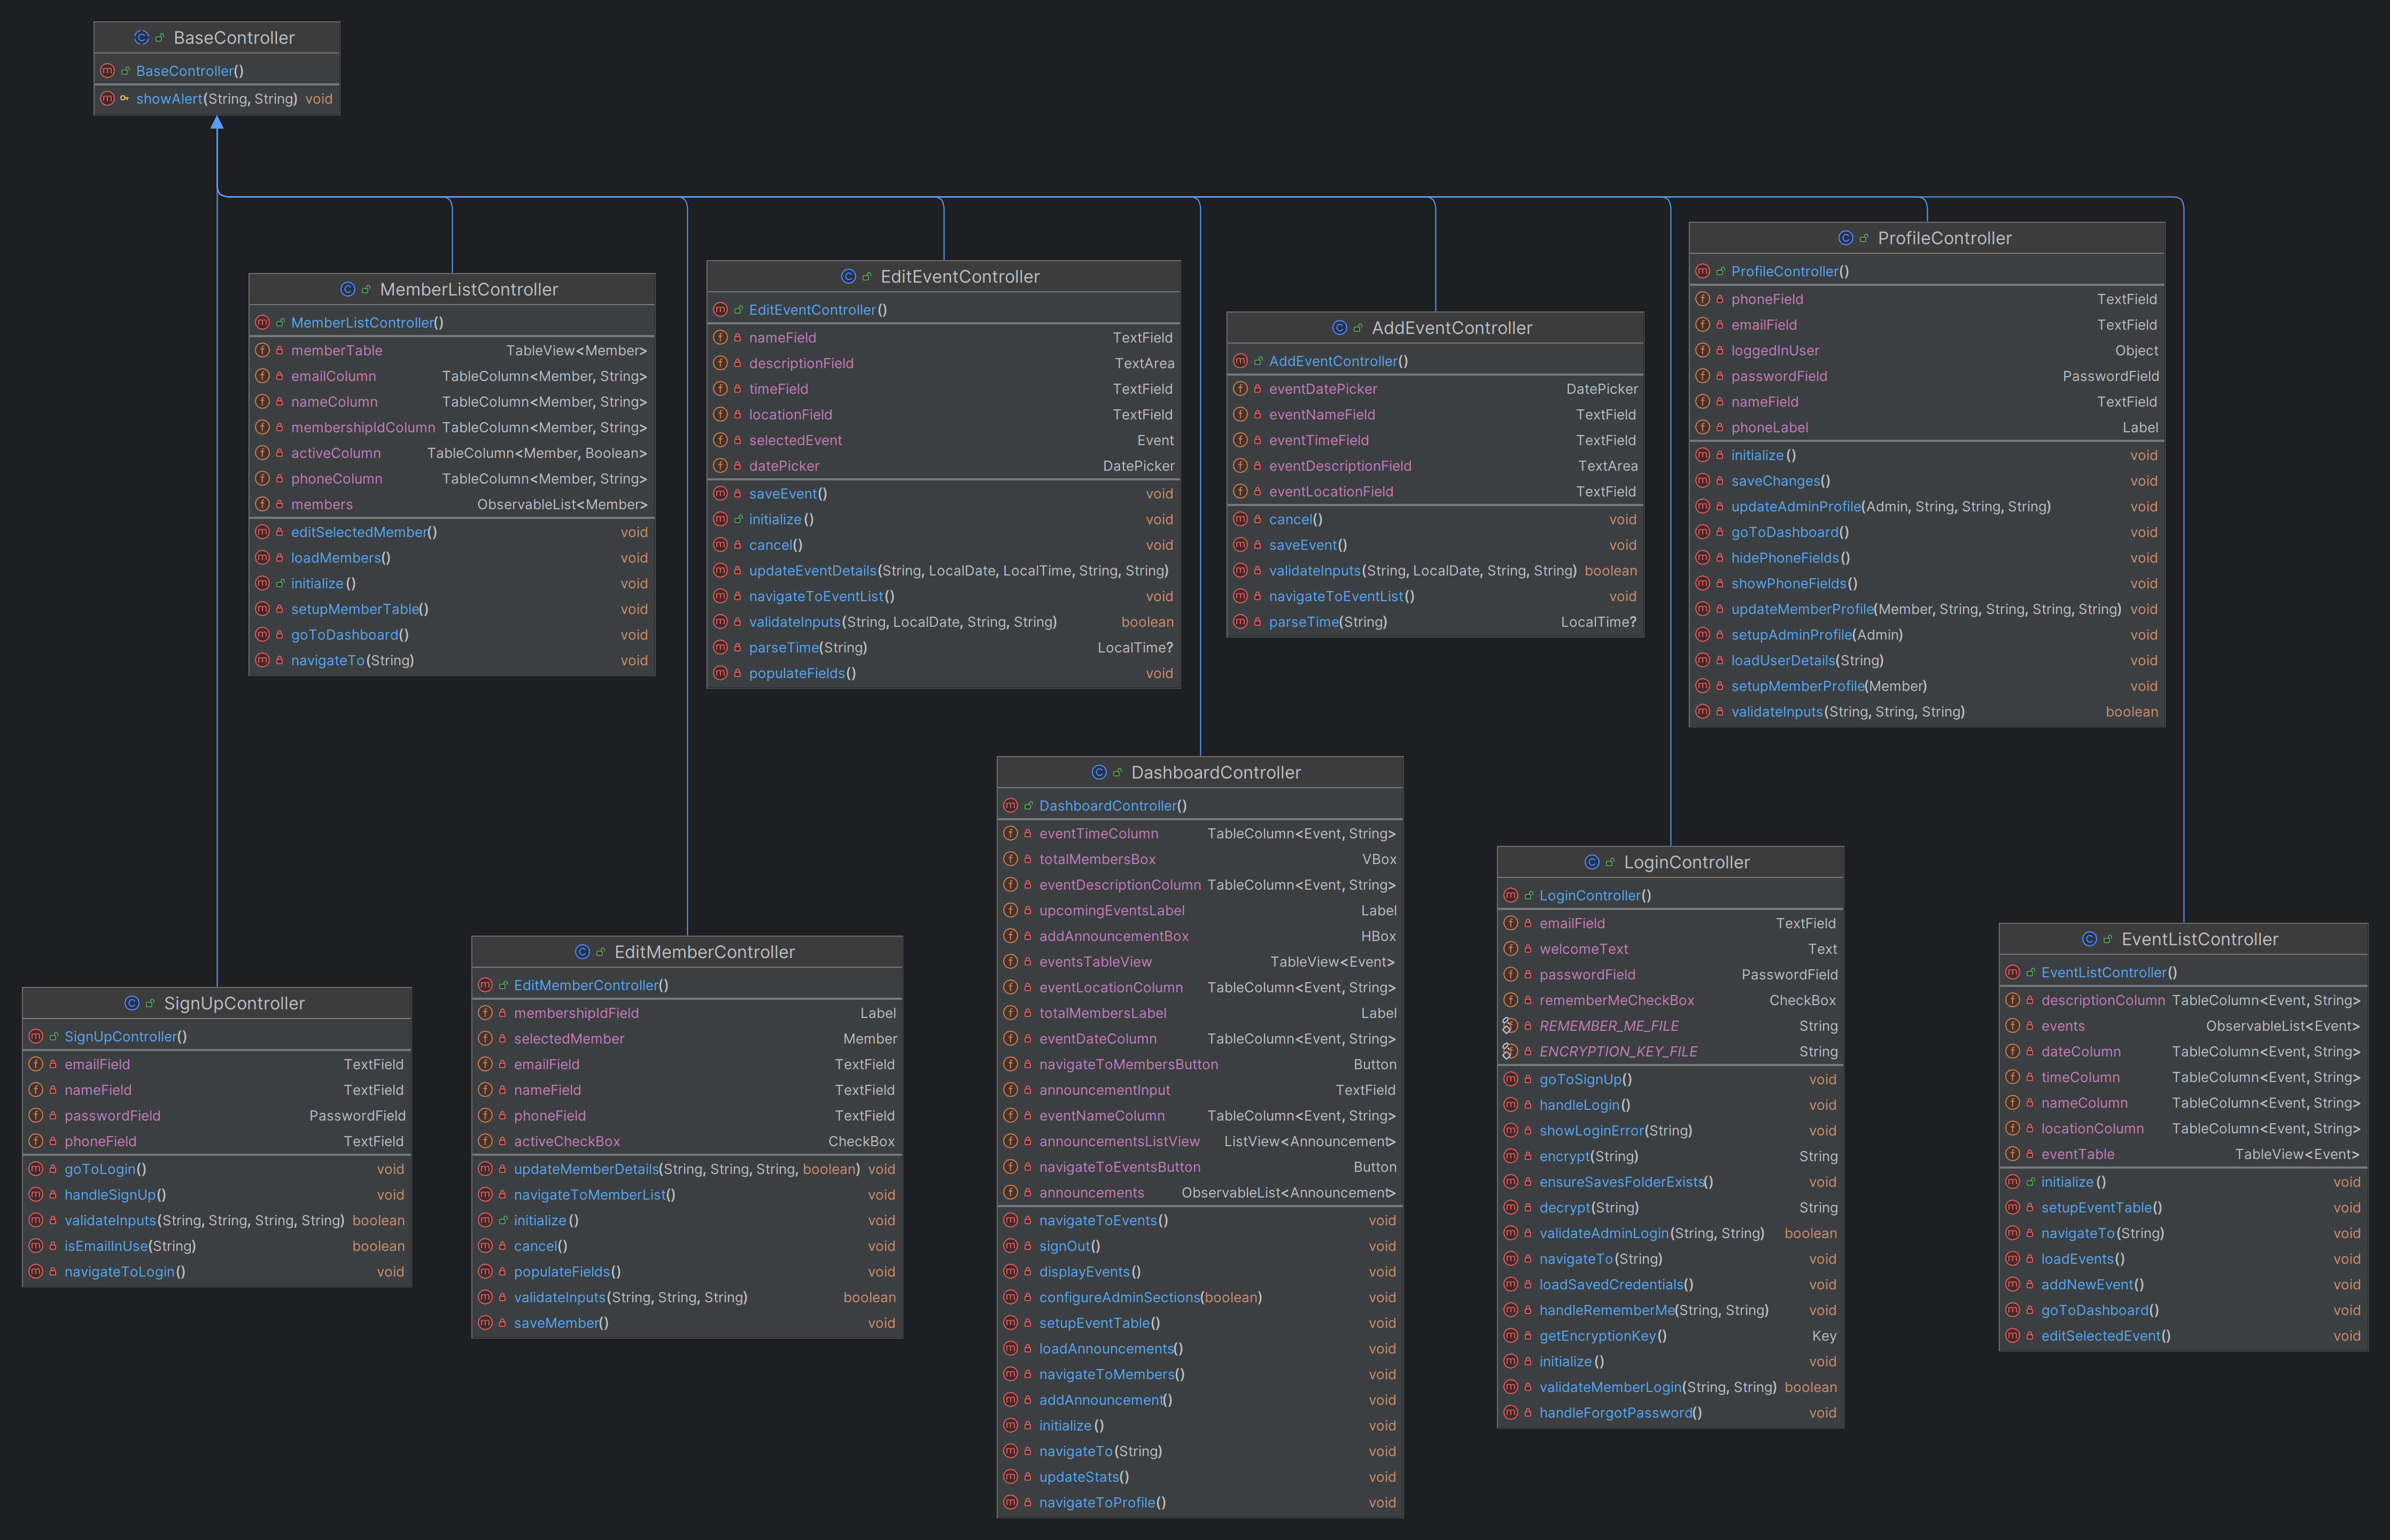 BaseController
BaseController()
showAlert(String, String) void
MemberListController
MemberListController()
memberTable TableView<Member>
emailColumn TableColumn<Member, String>
nameColumn TableColumn<Member, String>
membershipIdColumn TableColumn<Member, String>
activeColumn TableColumn<Member, Boolean>
phoneColumn TableColumn<Member, String>
members ObservableList<Member>
editSelectedMember() void
loadMembers() void
initialize() void
setupMemberTable() void
goToDashboard() void
navigateTo(String) void
EditEventController
EditEventController()
nameField TextField
descriptionField TextArea
timeField TextField
locationField TextField
selectedEvent Event
datePicker DatePicker
saveEvent() void
initialize() void
cancel() void
updateEventDetails(String, LocalDate, LocalTime, String, String)
navigateToEventList() void
validateInputs(String, LocalDate, String, String) boolean
parseTime(String) LocalTime?
populateFields() void
AddEventController
AddEventController()
eventDatePicker DatePicker
eventNameField TextField
eventTimeField TextField
eventDescriptionField TextArea
eventLocationField TextField
cancel() void
saveEvent() void
validateInputs(String, LocalDate, String, String) boolean
navigateToEventList() void
parseTime(String) LocalTime?
ProfileController
ProfileController()
phoneField TextField
emailField TextField
loggedInUser Object
passwordField PasswordField
nameField TextField
phoneLabel Label
initialize() void
saveChanges() void
updateAdminProfile(Admin, String, String, String) void
goToDashboard() void
hidePhoneFields() void
showPhoneFields() void
updateMemberProfile(Member, String, String, String, String) void
setupAdminProfile(Admin) void
loadUserDetails(String) void
setupMemberProfile(Member) void
validateInputs(String, String, String) boolean
SignUpController
SignUpController()
emailField TextField
nameField TextField
passwordField PasswordField
phoneField TextField
goToLogin() void
handleSignUp() void
validateInputs(String, String, String, String) boolean
isEmailInUse(String) boolean
navigateToLogin() void
EditMemberController
EditMemberController()
membershipIdField Label
selectedMember Member
emailField TextField
nameField TextField
phoneField TextField
activeCheckBox CheckBox
updateMemberDetails(String, String, String, boolean) void
navigateToMemberList() void
initialize() void
cancel() void
populateFields() void
validateInputs(String, String, String) boolean
saveMember() void
DashboardController
DashboardController()
eventTimeColumn TableColumn<Event, String>
totalMembersBox VBox
eventDescriptionColumn TableColumn<Event, String>
upcomingEventsLabel Label
addAnnouncementBox HBox
eventsTableView TableView<Event>
eventLocationColumn TableColumn<Event, String>
totalMembersLabel Label
eventDateColumn TableColumn<Event, String>
navigateToMembersButton Button
announcementInput TextField
eventNameColumn TableColumn<Event, String>
announcementsListView ListView<Announcement>
navigateToEventsButton Button
announcements ObservableList<Announcement>
navigateToEvents() void
signOut() void
displayEvents() void
configureAdminSections(boolean) void
setupEventTable() void
loadAnnouncements() void
navigateToMembers() void
addAnnouncement() void
initialize() void
navigateTo(String) void
updateStats() void
navigateToProfile() void
LoginController
LoginController()
emailField TextField
welcomeText Text
passwordField PasswordField
rememberMeCheckBox CheckBox
REMEMBER_ME_FILE String
ENCRYPTION_KEY_FILE String
goToSignUp() void
handleLogin() void
showLoginError(String) void
encrypt(String) String
ensureSavesFolderExists() void
decrypt(String) String
validateAdminLogin(String, String) boolean
navigateTo(String) void
loadSavedCredentials() void
handleRememberMe(String, String) void
getEncryptionKey() Key
initialize() void
validateMemberLogin(String, String) boolean
handleForgotPassword() void
EventListController
EventListController()
descriptionColumn TableColumn<Event, String>
events ObservableList<Event>
dateColumn TableColumn<Event, String>
timeColumn TableColumn<Event, String>
nameColumn TableColumn<Event, String>
locationColumn TableColumn<Event, String>
eventTable TableView<Event>
initialize() void
setupEventTable() void
navigateTo(String) void
loadEvents() void
addNewEvent() void
goToDashboard() void
editSelectedEvent() void